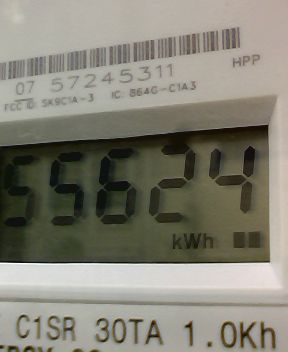 HPP
07 57245311
FCC ID: SK9C1A-3 IC: 864G-C1A3
55624
kWh
C1SR 30TA 1.0Kh